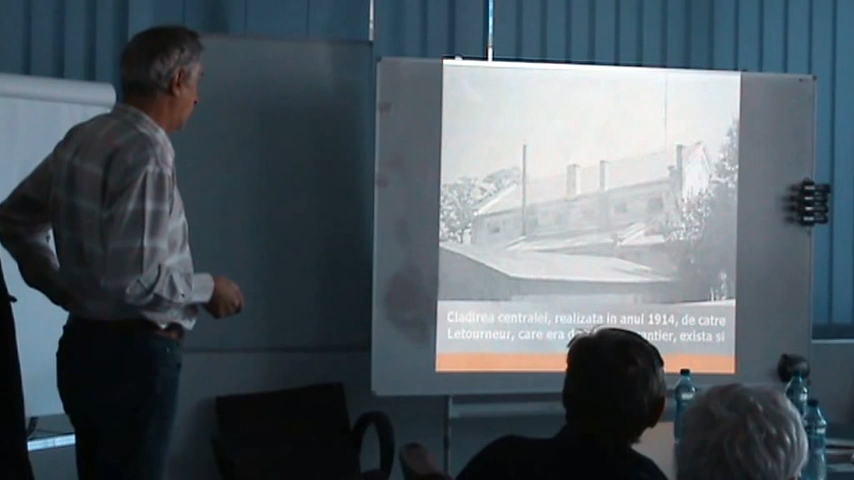 Cladirea centralei, realizata in anul 1914, de catre
Letourneur, care era antier, exista si